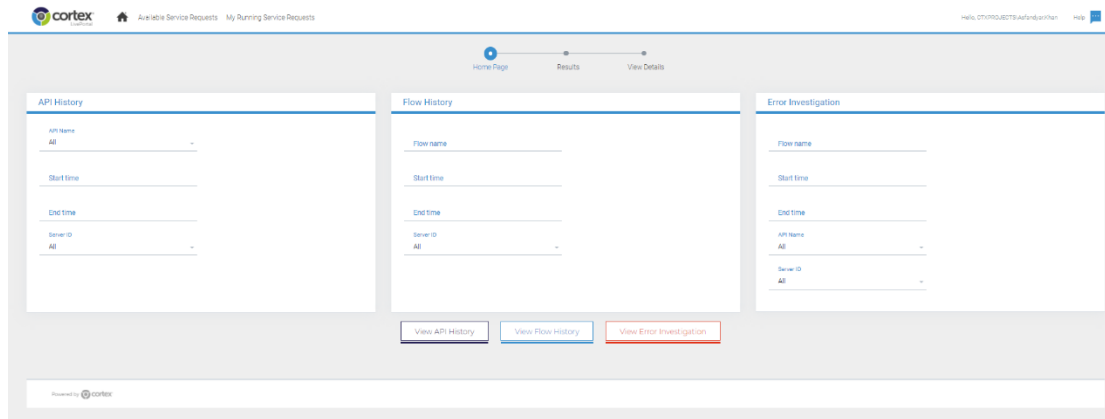 cortex
LivePortal
Available Service Requests My Running Service Requests
Hello, CTXPROJECTS\AsfandyarKhan Help
Home Page Results View Details
API History
API Name
All
Start time
End time
Server ID
All
Flow History
Flow name
Start time
End time
Server ID
All
Error Investigation
Flow name
Start time
End time
API Name
All
Server ID
All
View API History View Flow History View Error Investigation
Powered by cortex